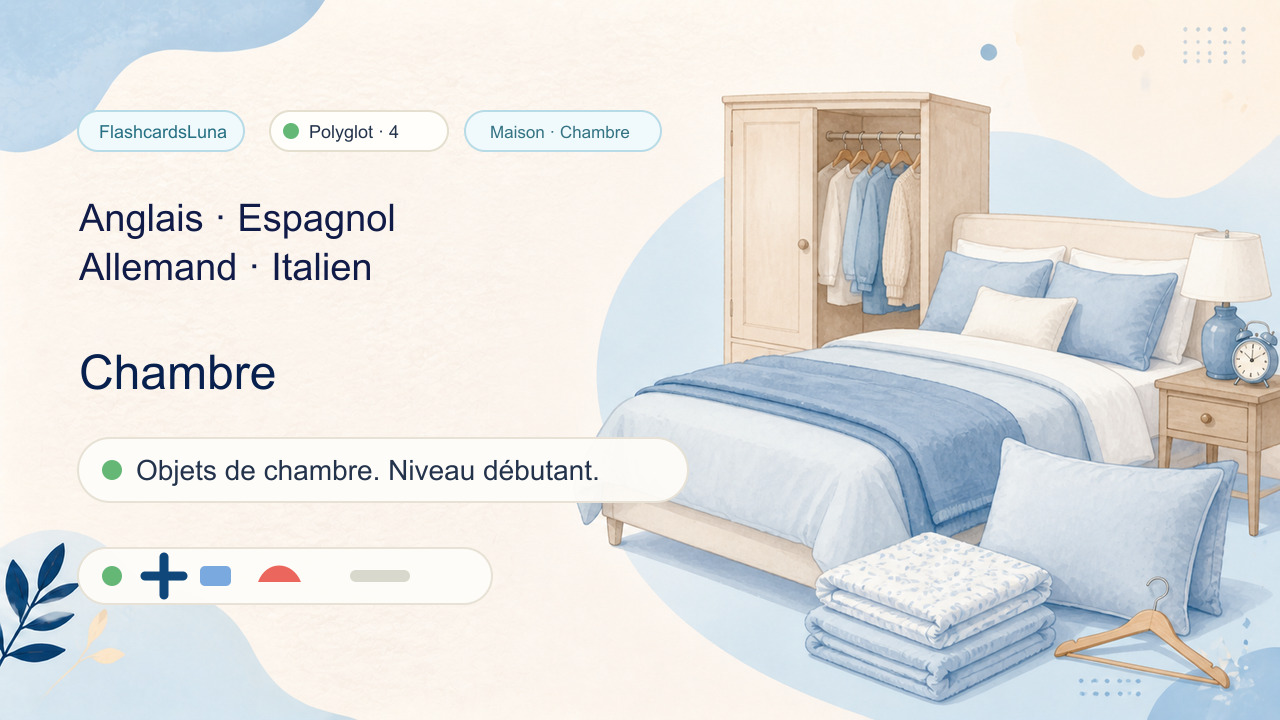 FlashcardsLuna
Polyglot · 4
Maison · Chambre
Anglais · Espagnol
Allemand · Italien
Chambre
Objets de chambre. Niveau débutant.